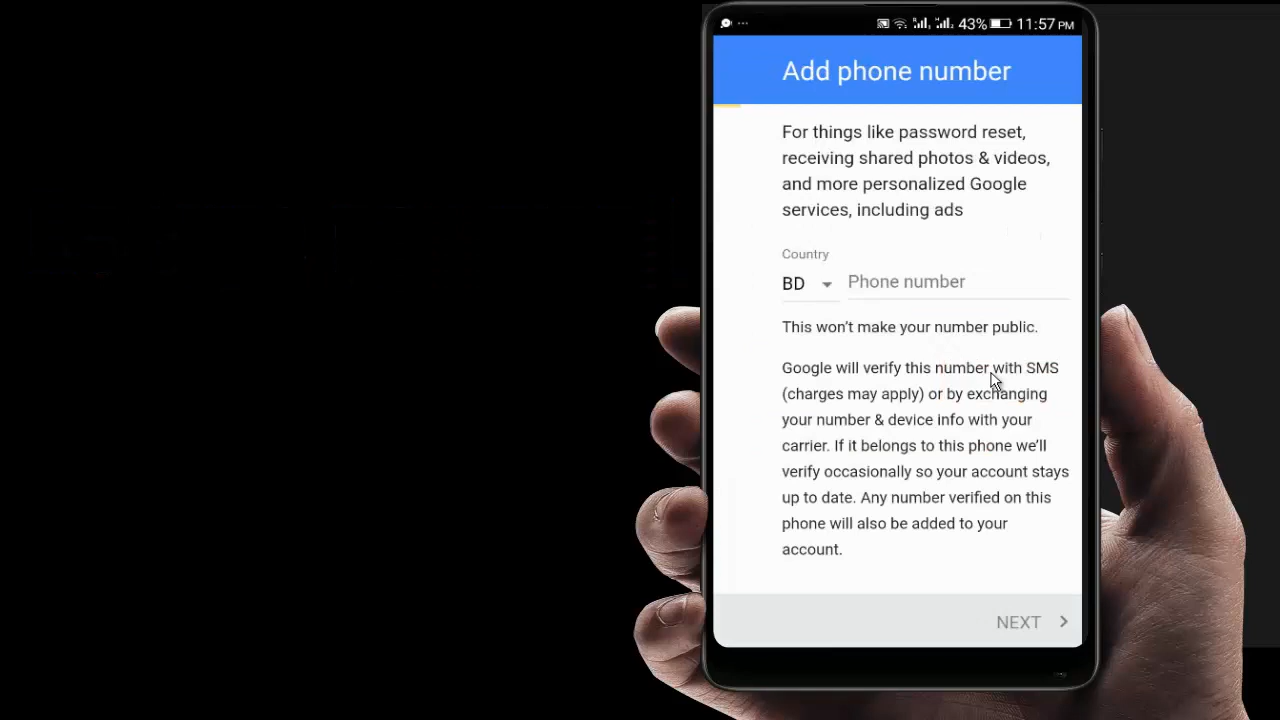 43% 11:57 PM
Add phone number
For things like password reset,
receiving shared photos & videos,
and more personalized Google
services, including ads
Country
BD Phone number
This won't make your number public.
Google will verify this number with SMS
(charges may apply) or by exchanging
your number & device info with your
carrier. If it belongs to this phone we'll
verify occasionally so your account stays
up to date. Any number verified on this
phone will also be added to your
account.
NEXT